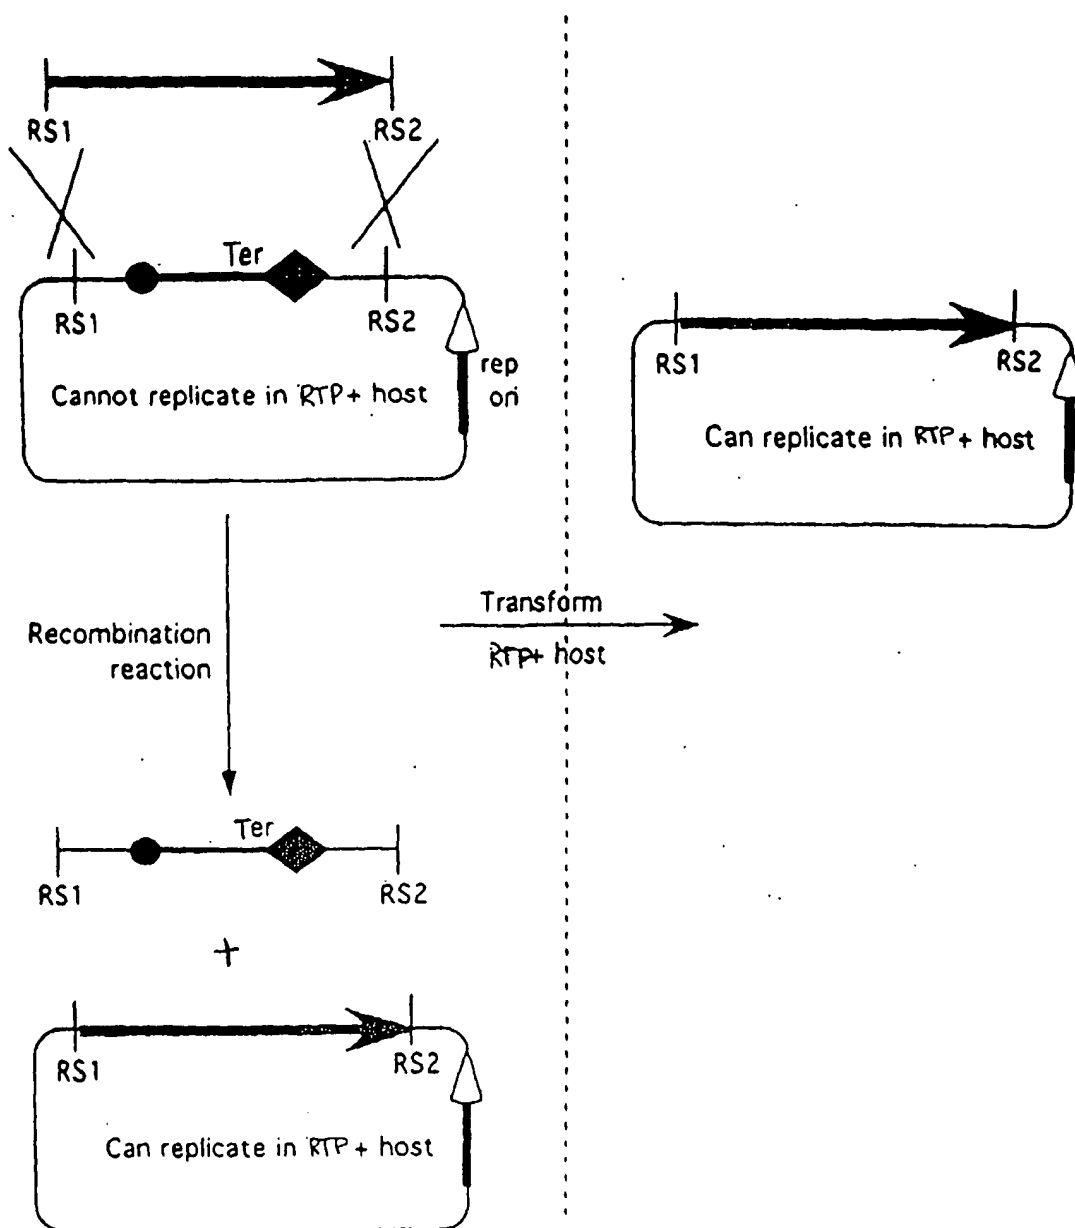 RS1
RS2
Ter
RS1
RS2
rep
ori
Cannot replicate in RTP+ host
RS1
RS2
Can replicate in RTP+ host
Recombination
reaction
Transform
RTP+ host
Ter
RS1
RS2
+
RS1
RS2
Can replicate in RTP+ host